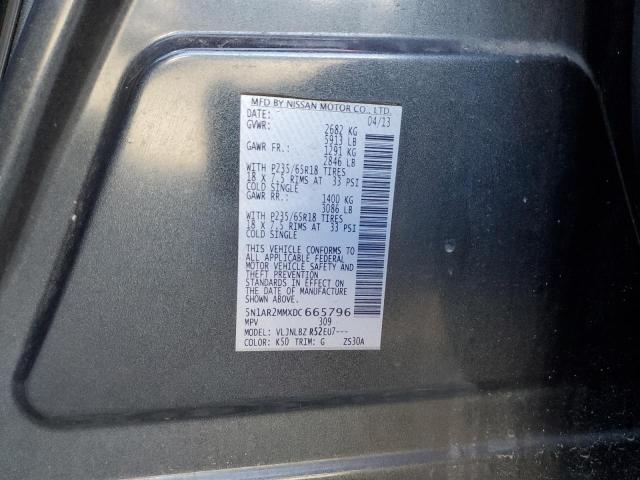 MFD BY NISSAN MOTOR CO., LTD.
DATE: 04/13
GVWR: 2682 KG
5913 LB
GAWR FR.: 1291 KG
2846 LB
WITH P235/65R18 TIRES
18 X 7.5 RIMS AT 33 PSI
COLD SINGLE
GAWR RR.: 1400 KG
3086 LB
WITH P235/65R18 TIRES
18 X 7.5 RIMS AT 33 PSI
COLD SINGLE
THIS VEHICLE CONFORMS TO
ALL APPLICABLE FEDERAL
MOTOR VEHICLE SAFETY AND
THEFT PREVENTION
STANDARDS IN EFFECT ON
THE DATE OF MANUFACTURE
SHOWN ABOVE.
5N1AR2MMXDC 665796
MPV 309
MODEL: VLJNLBZ R52EU7---
COLOR: K50 TRIM: G ZS30A